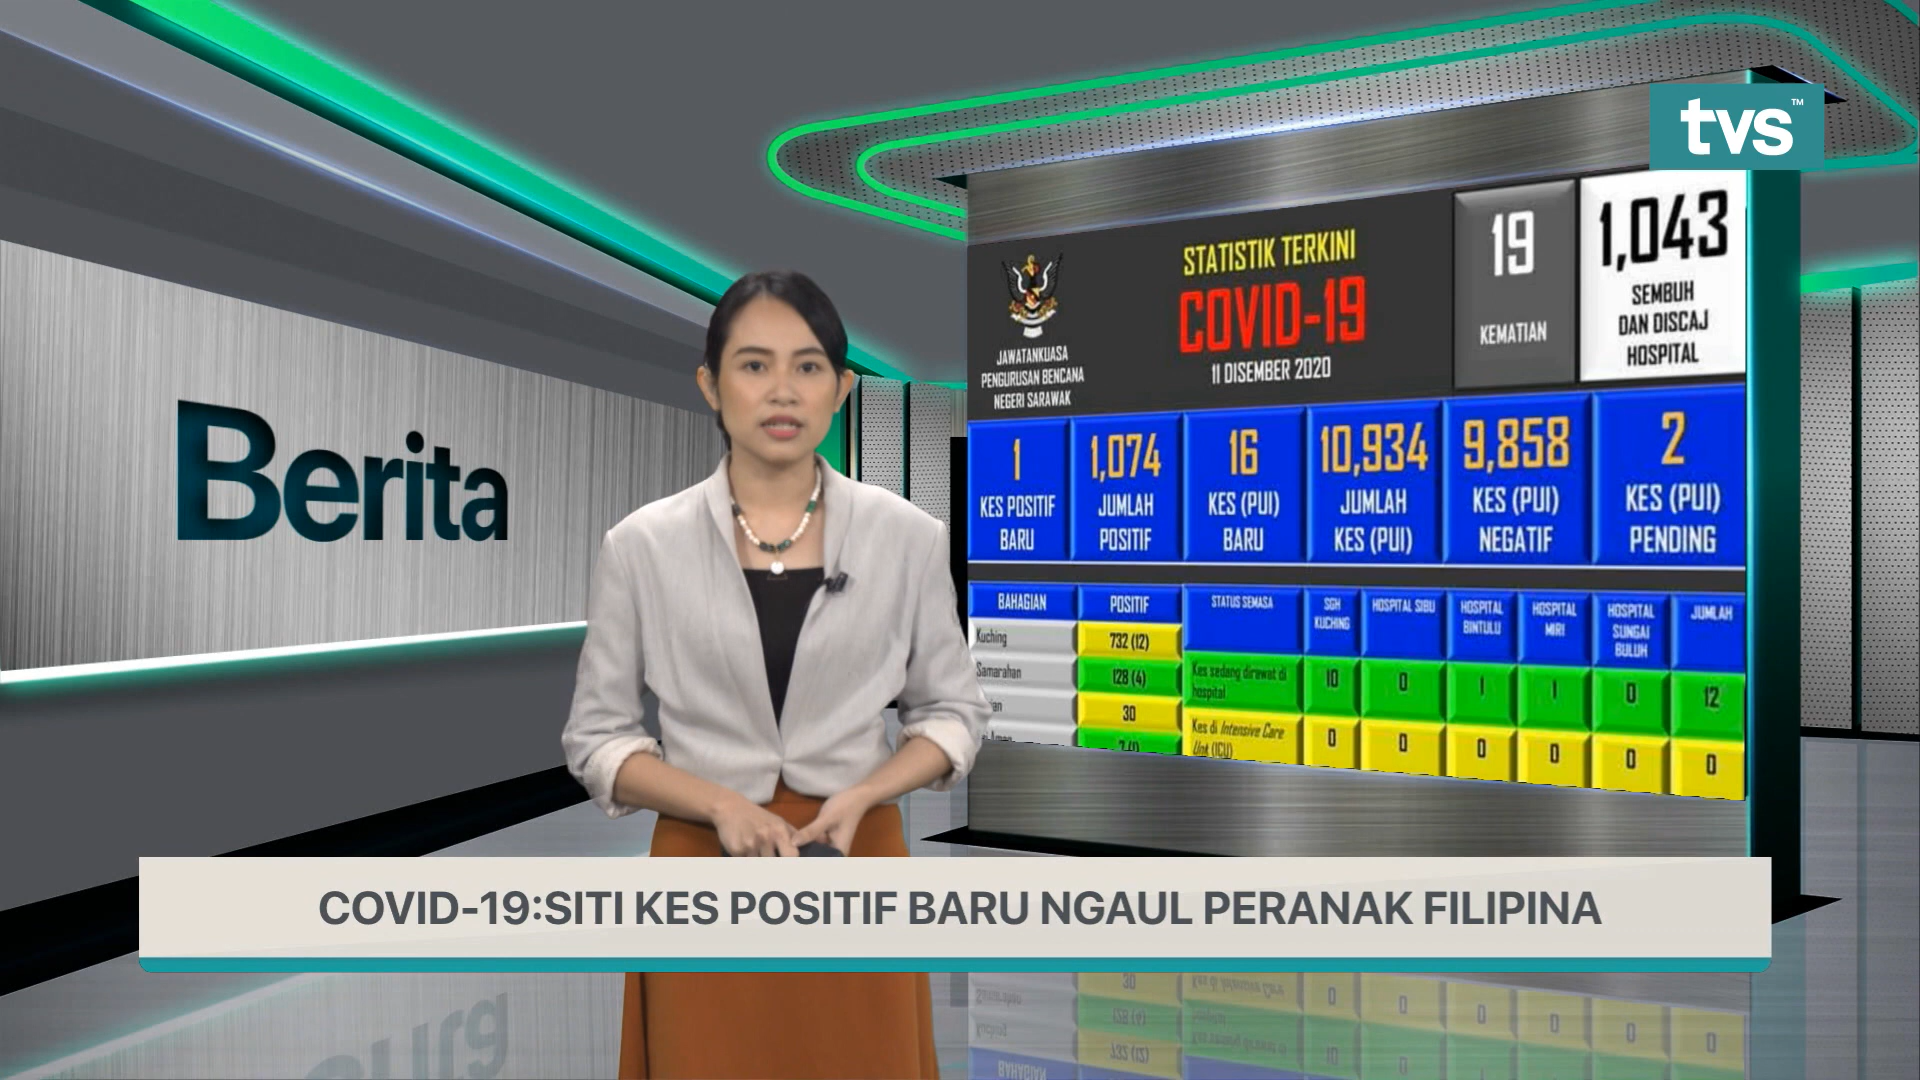 tvs™
Berita
JAWATANKUASA
PENGURUSAN BENCANA
NEGERI SARAWAK
STATISTIK TERKINI
COVID-19
11 DISEMBER 2020
19
KEMATIAN
1,043
SEMBUH
DAN DISCAJ
HOSPITAL
1
KES POSITIF
BARU
1,074
JUMLAH
POSITIF
16
KES (PUI)
BARU
10,934
JUMLAH
KES (PUI)
9,858
KES (PUI)
NEGATIF
2
KES (PUI)
PENDING
BAHAGIAN POSITIF
Kuching 732 (12)
Samarahan 128 (4)
30
STATUS SEMASA
SGH
KUCHING
HOSPITAL SIBU
HOSPITAL
BINTULU
HOSPITAL
MIRI
HOSPITAL
SUNGAI
BULUH
JUMLAH
Kes sedang dirawat di
hospital
10 0 1 1 0 12
Kes di Intensive Care
Unit (ICU)
0 0 0 0 0 0
COVID-19:SITI KES POSITIF BARU NGAUL PERANAK FILIPINA